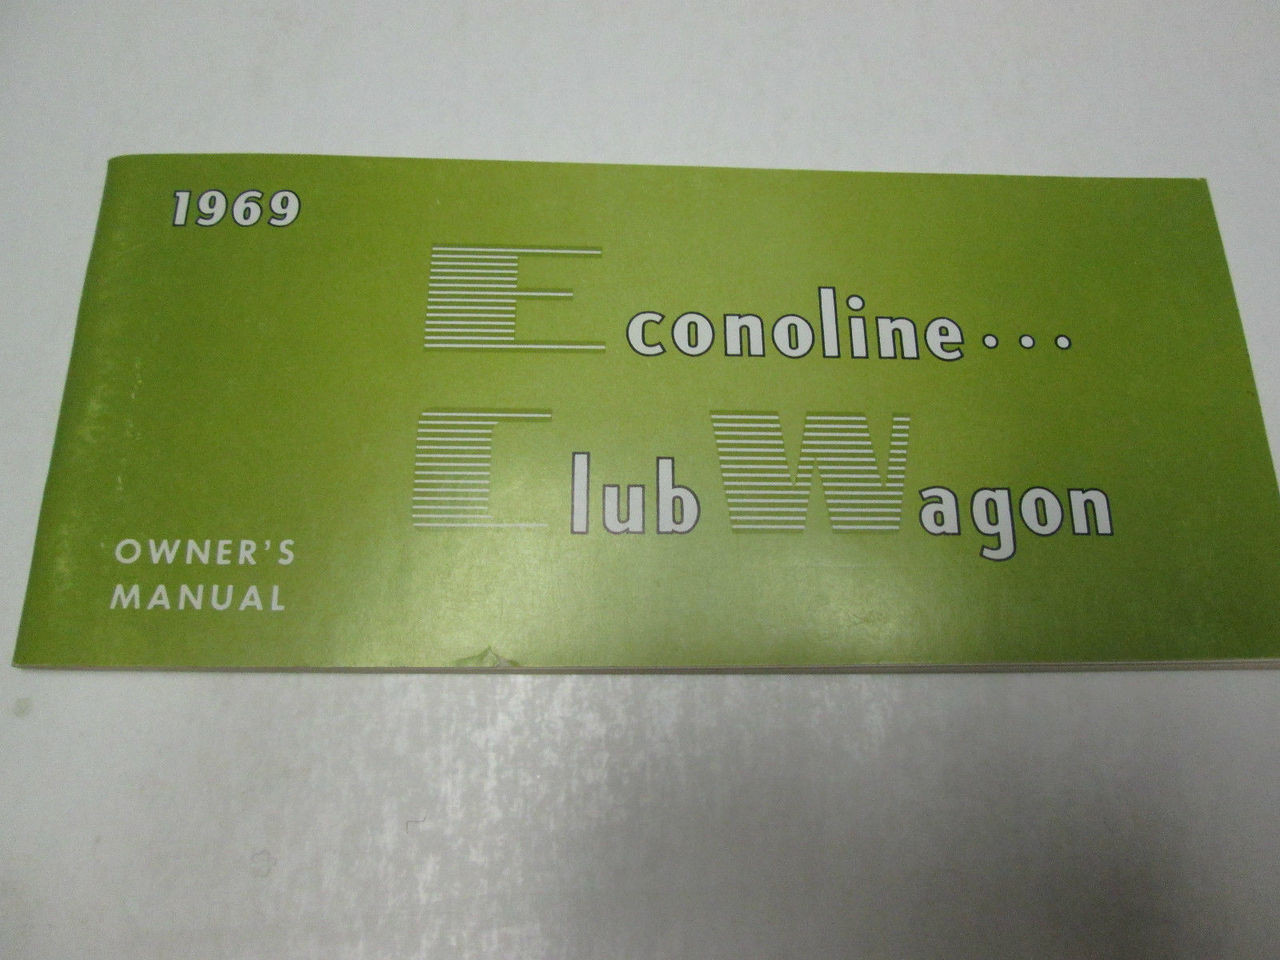 1969
Econoline...
Club Wagon
OWNER'S
MANUAL